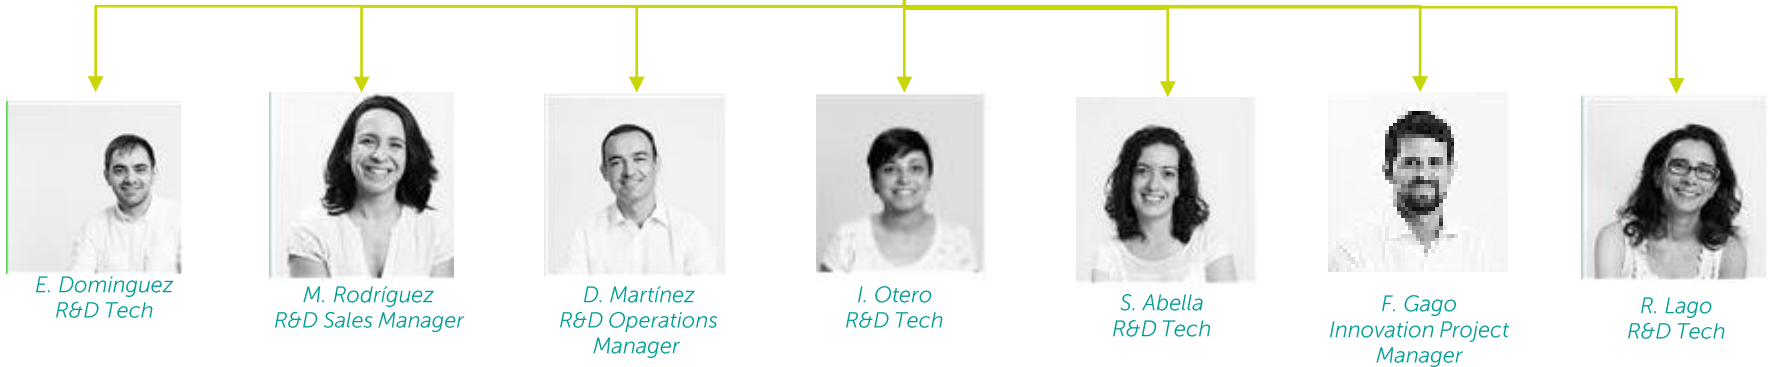 E. Dominguez
R&D Tech
M. Rodríguez
R&D Sales Manager
D. Martínez
R&D Operations
Manager
I. Otero
R&D Tech
S. Abella
R&D Tech
F. Gago
Innovation Project
Manager
R. Lago
R&D Tech